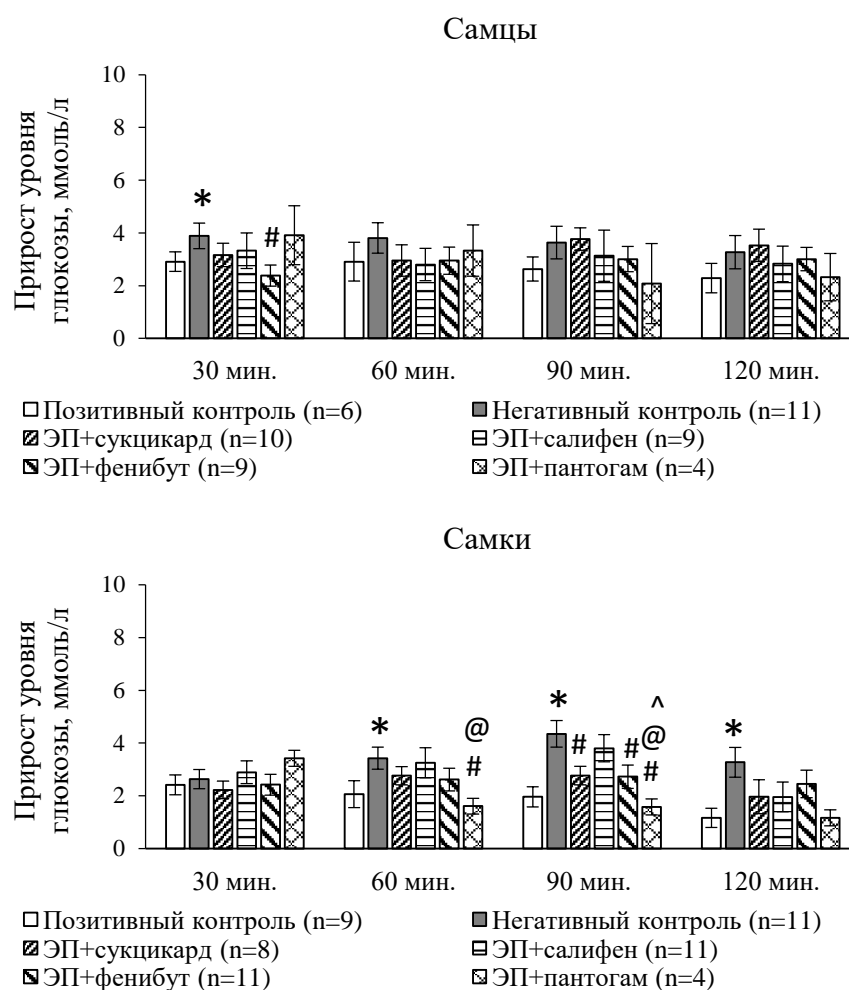 Самцы
Прирост уровня
глюкозы, ммоль/л
10
8
6
4
2
0
*
#
30 мин. 60 мин. 90 мин. 120 мин.
Позитивный контроль (n=6) Негативный контроль (n=11)
ЭП+сукцикард (n=10) ЭП+салифен (n=9)
ЭП+фенибут (n=9) ЭП+пантогам (n=4)
Самки
Прирост уровня
глюкозы, ммоль/л
10
8
6
4
2
0
*
@
#
*
#
#
^
@
#
*
30 мин. 60 мин. 90 мин. 120 мин.
Позитивный контроль (n=9) Негативный контроль (n=11)
ЭП+сукцикард (n=8) ЭП+салифен (n=11)
ЭП+фенибут (n=11) ЭП+пантогам (n=4)